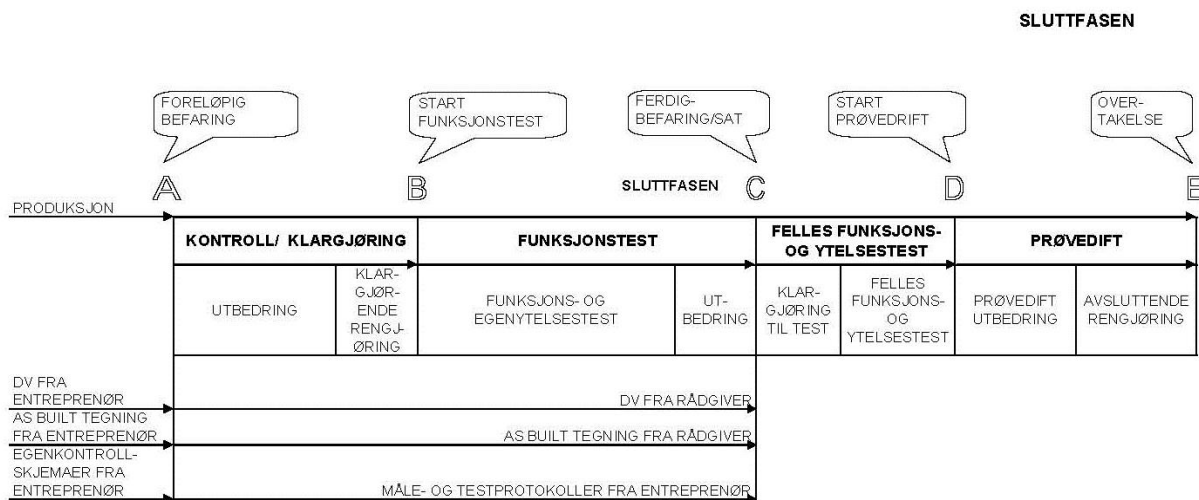 SLUTTFASEN
FORELØPIG
BEFARING
START
FUNKSJONSTEST
FERDIG-
BEFARING/SAT
START
PRØVEDRIFT
OVER-
TAKELSE
A
B
SLUTTFASEN
C
D
E
PRODUKSJON
KONTROLL/ KLARGJØRING
FUNKSJONSTEST
FELLES FUNKSJONS-
OG YTELSESTEST
PRØVEDIFT
UTBEDRING
KLAR-
GJØR-
ENDE
RENGJ-
ØRING
FUNKSJONS- OG
EGENYTELSESTEST
UT-
BEDRING
KLAR-
GJØRING
TIL TEST
FELLES
FUNKSJONS-
OG
YTELSESTEST
PRØVEDIFT
UTBEDRING
AVSLUTTENDE
RENGJØRING
DV FRA
ENTREPRENØR
DV FRA RÅDGIVER
AS BUILT TEGNING
FRA ENTREPRENØR
AS BUILT TEGNING FRA RÅDGIVER
EGENKONTROLL-
SKJEMAER FRA
ENTREPRENØR
MÅLE- OG TESTPROTOKOLLER FRA ENTREPRENØR